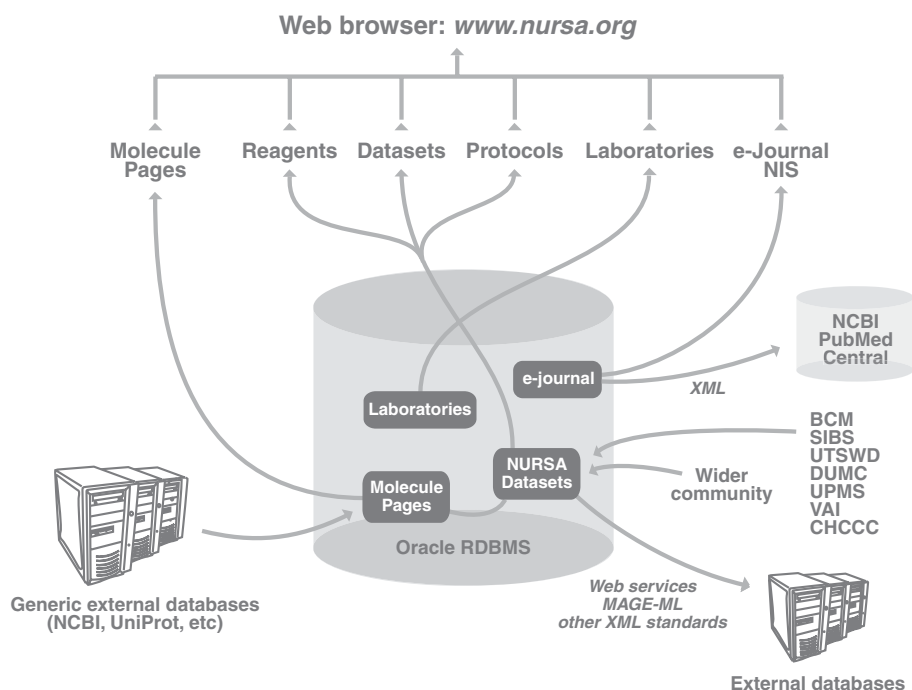 Web browser: www.nursa.org
Molecule
Pages
Reagents
Datasets
Protocols
Laboratories
e-Journal
NIS
NCBI
PubMed
Central
e-journal
XML
Laboratories
BCM
SIBS
UTSWD
DUMC
UPMS
VAI
CHCCC
NURSA
Datasets
Wider
community
Molecule
Pages
Oracle RDBMS
Generic external databases
(NCBI, UniProt, etc)
Web services
MAGE-ML
other XML standards
External databases